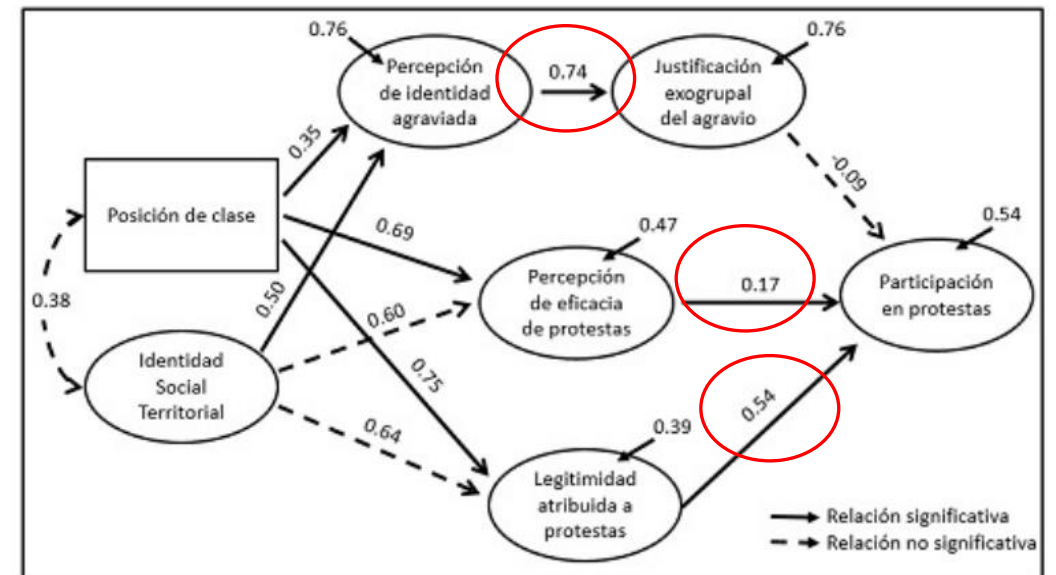 0.76
Percepción
de identidad
agraviada
0.74
Justificación
exogrupal
del agravio
0.76
0.35
-0.09
Posición de clase
0.69
0.47
0.54
0.38
0.50
0.60
Percepción
de eficacia
de protestas
0.17
Participación
en protestas
Identidad
Social
Territorial
0.75
0.64
0.54
0.39
Legitimidad
atribuida a
protestas
Relación significativa
Relación no significativa